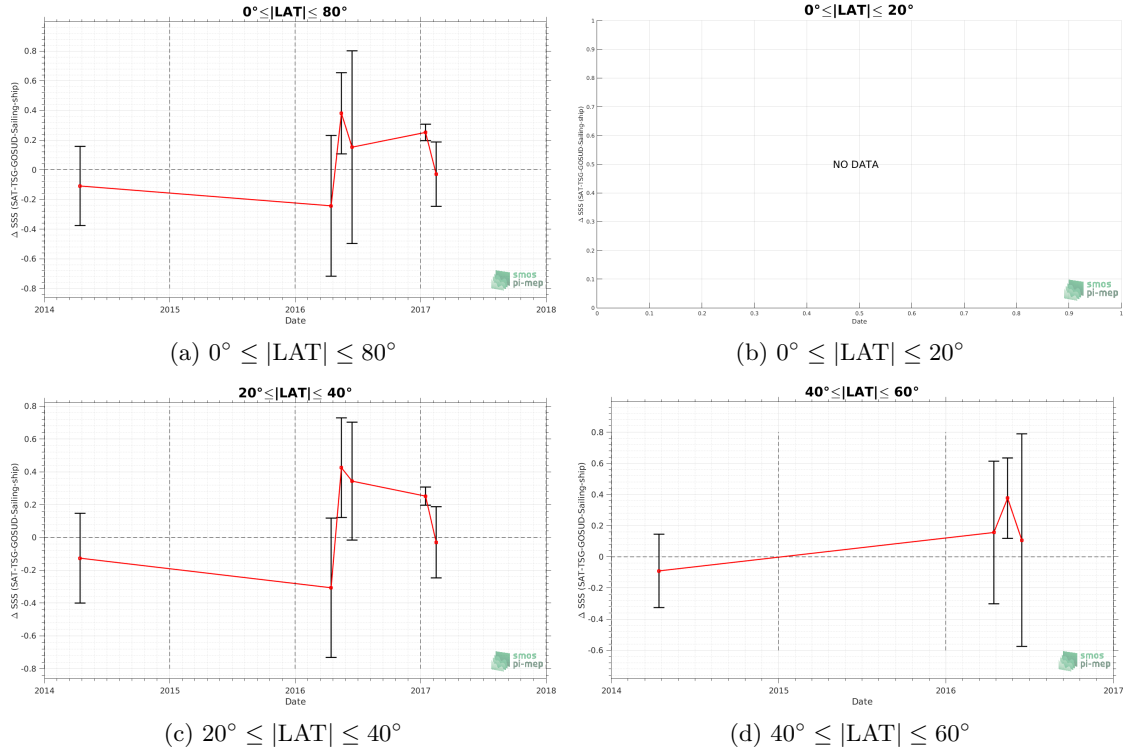 0°≤|LAT|≤ 80°
Δ SSS (SAT-TSG-GOSUD-Sailing-ship)
0.8
0.6
0.4
0.2
0
-0.2
-0.4
-0.6
-0.8
2014 2015 2016 2017 2018
Date
smos
pi-mep
(a) 0° ≤ |LAT| ≤ 80°
0°≤|LAT|≤ 20°
Δ SSS (SAT-TSG-GOSUD-Sailing-ship)
1
0.9
0.8
0.7
0.6
0.5
0.4
0.3
0.2
0.1
0
NO DATA
0 0.1 0.2 0.3 0.4 0.5 0.6 0.7 0.8 0.9 1
Date
smos
pi-mep
(b) 0° ≤ |LAT| ≤ 20°
20°≤|LAT|≤ 40°
Δ SSS (SAT-TSG-GOSUD-Sailing-ship)
0.8
0.6
0.4
0.2
0
-0.2
-0.4
-0.6
-0.8
2014 2015 2016 2017 2018
Date
smos
pi-mep
(c) 20° ≤ |LAT| ≤ 40°
40°≤|LAT|≤ 60°
Δ SSS (SAT-TSG-GOSUD-Sailing-ship)
0.8
0.6
0.4
0.2
0
-0.2
-0.4
-0.6
2014 2015 2016 2017
Date
smos
pi-mep
(d) 40° ≤ |LAT| ≤ 60°